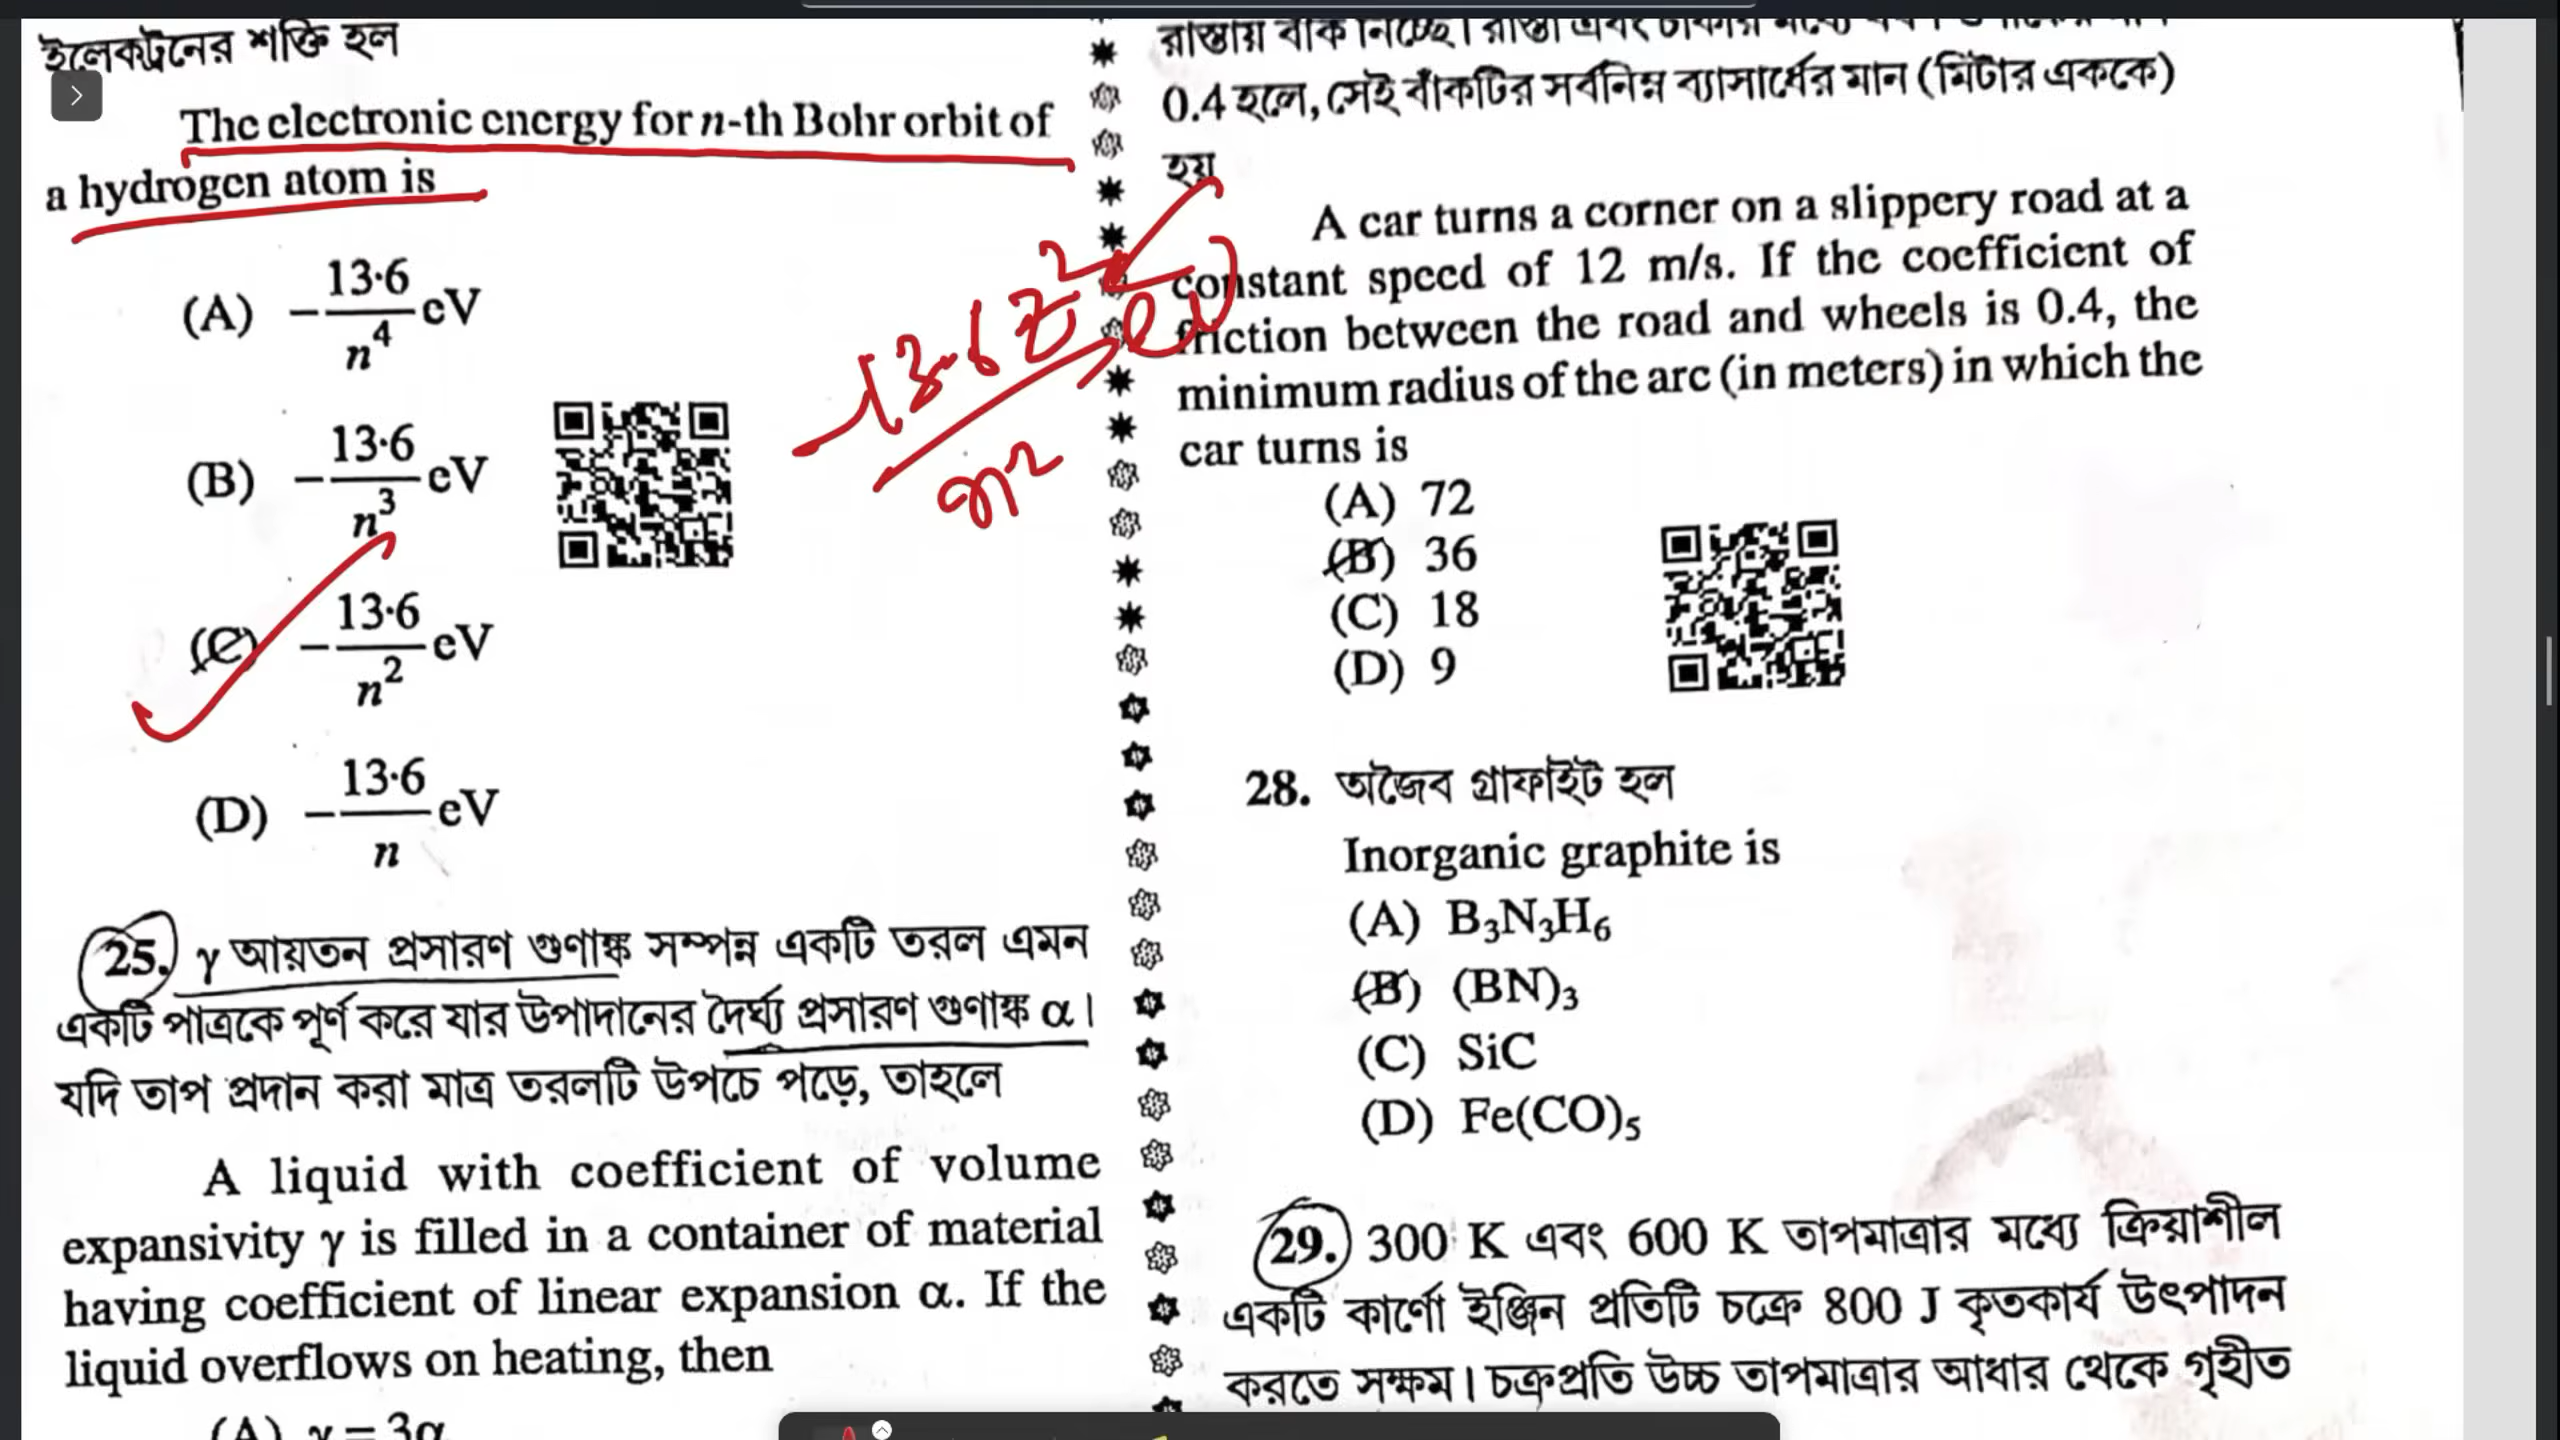 ইলেকট্রনের শক্তি হল
The electronic energy for n-th Bohr orbit of
a hydrogen atom is
(A) -13·6/n⁴ eV
(B) -13·6/n³ eV
(C) -13·6/n² eV
(D) -13·6/n eV
-13.6 Z²/n² eV
25. γ আয়তন প্রসারণ গুণাঙ্ক সম্পন্ন একটি তরল এমন
একটি পাত্রকে পূর্ণ করে যার উপাদানের দৈর্ঘ্য প্রসারণ গুণাঙ্ক α।
যদি তাপ প্রদান করা মাত্র তরলটি উপচে পড়ে, তাহলে
A liquid with coefficient of volume
expansivity γ is filled in a container of material
having coefficient of linear expansion α. If the
liquid overflows on heating, then
(A) γ = 3α
রাস্তায় বাঁক নিচ্ছে। রাস্তা এবং চাকার মধ্যে
0.4 হলে, সেই বাঁকটির সর্বনিম্ন ব্যাসার্ধের মান (মিটার এককে)
হয়
A car turns a corner on a slippery road at a
constant speed of 12 m/s. If the coefficient of
friction between the road and wheels is 0.4, the
minimum radius of the arc (in meters) in which the
car turns is
(A) 72
(B) 36
(C) 18
(D) 9
28. অজৈব গ্রাফাইট হল
Inorganic graphite is
(A) B₃N₃H₆
(B) (BN)₃
(C) SiC
(D) Fe(CO)₅
29. 300 K এবং 600 K তাপমাত্রার মধ্যে ক্রিয়াশীল
একটি কার্ণো ইঞ্জিন প্রতিটি চক্রে 800 J কৃতকার্য উৎপাদন
করতে সক্ষম। চক্রপ্রতি উচ্চ তাপমাত্রার আধার থেকে গৃহীত